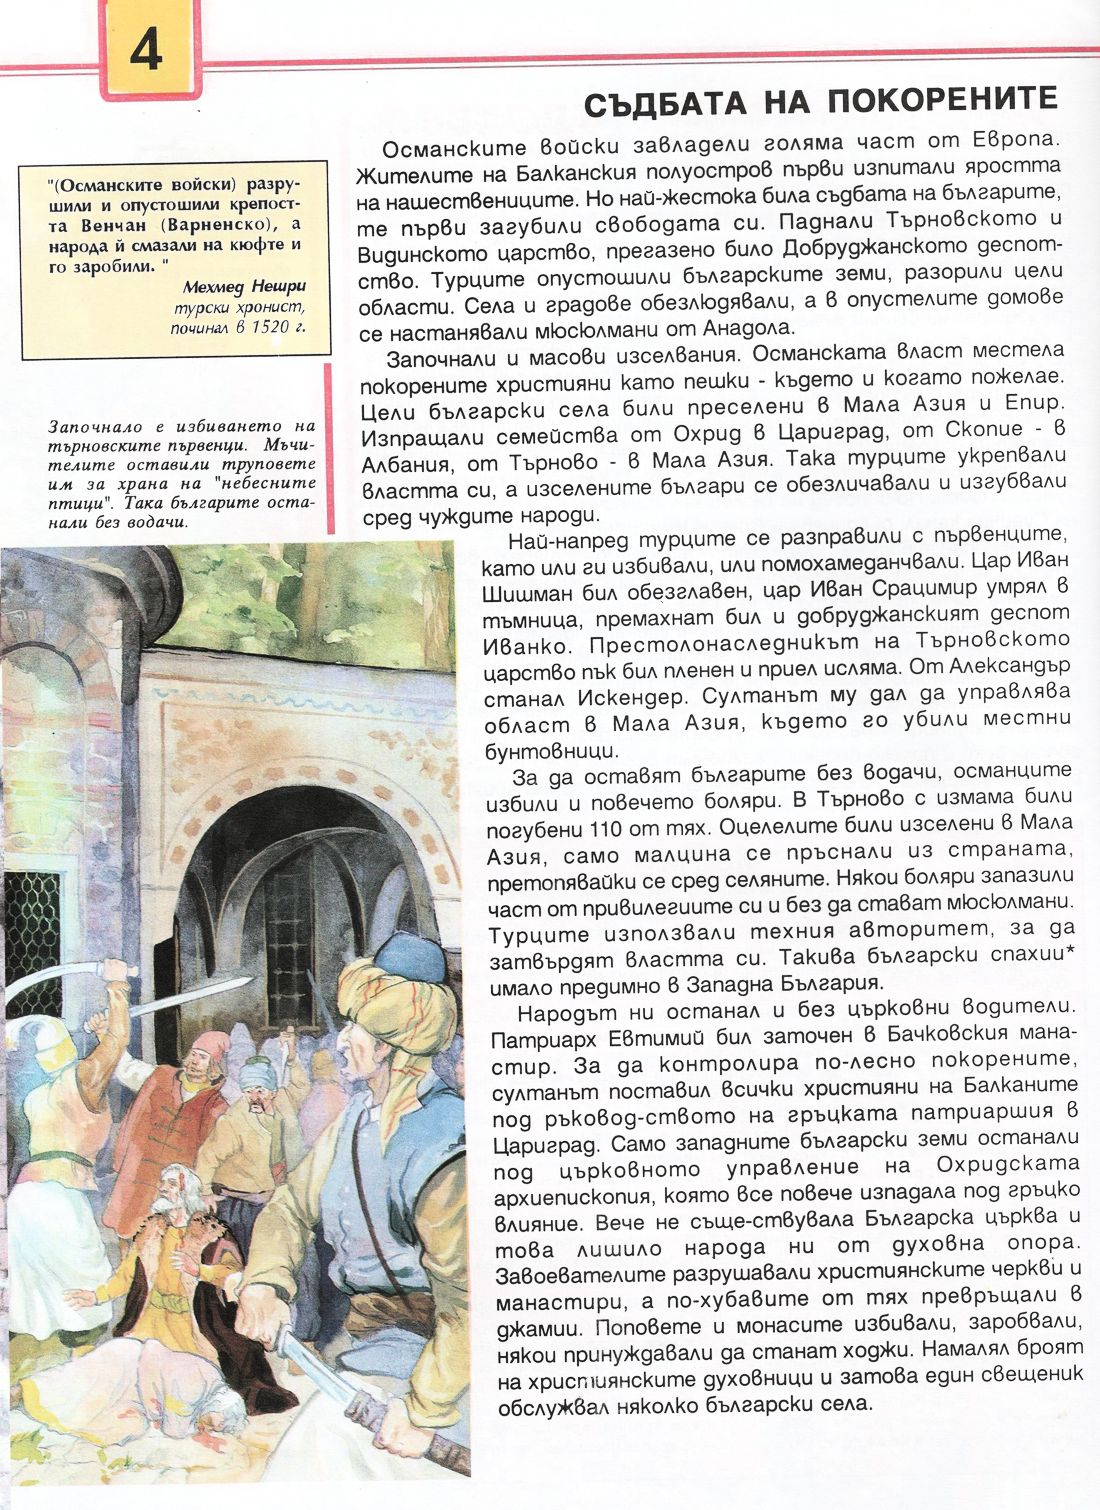 4
СЪДБАТА НА ПОКОРЕНИТЕ
"(Османските войски) разру-
шили и опустошили крепост-
та Венчан (Варненско), а
народа й смазали на кюфте и
го заробили. "
Мехмед Нешри
турски хронист,
починал в 1520 г.
Започнало е избиването на
търновските първенци. Мъчи-
телите оставили труповете
им за храна на "небесните
птици". Така българите оста-
нали без водачи.
Османските войски завладели голяма част от Европа.
Жителите на Балканския полуостров първи изпитали яростта
на нашествениците. Но най-жестока била съдбата на българите,
те първи загубили свободата си. Паднали Търновското и
Видинското царство, прегазено било Добруджанското деспот-
ство. Турците опустошили българските земи, разорили цели
области. Села и градове обезлюдявали, а в опустелите домове
се настанявали мюсюлмани от Анадола.
Започнали и масови изселвания. Османската власт местела
покорените християни като пешки - където и когато пожелае.
Цели български села били преселени в Мала Азия и Епир.
Изпращали семейства от Охрид в Цариград, от Скопие - в
Албания, от Търново - в Мала Азия. Така турците укрепвали
властта си, а изселените българи се обезличавали и изгубвали
сред чуждите народи.
Най-напред турците се разправили с първенците,
като или ги избивали, или помохамеданчвали. Цар Иван
Шишман бил обезглавен, цар Иван Срацимир умрял в
тъмница, премахнат бил и добруджанският деспот
Иванко. Престолонаследникът на Търновското
царство пък бил пленен и приел исляма. От Александър
станал Искендер. Султанът му дал да управлява
област в Мала Азия, където го убили местни
бунтовници.
За да оставят българите без водачи, османците
избили и повечето боляри. В Търново с измама били
погубени 110 от тях. Оцелелите били изселени в Мала
Азия, само малцина се пръснали из страната,
претопявайки се сред селяните. Някои боляри запазили
част от привилегиите си и без да стават мюсюлмани.
Турците използвали техния авторитет, за да
затвърдят властта си. Такива български спахии*
имало предимно в Западна България.
Народът ни останал и без църковни водители.
Патриарх Евтимий бил заточен в Бачковския мана-
стир. За да контролира по-лесно покорените,
султанът поставил всички християни на Балканите
под ръковод-ството на гръцката патриаршия в
Цариград. Само западните български земи останали
под църковното управление на Охридската
архиепископия, която все повече изпадала под гръцко
влияние. Вече не съще-ствувала Българска църква и
това лишило народа ни от духовна опора.
Завоевателите разрушавали християнските черкви и
манастири, а по-хубавите от тях превръщали в
джамии. Поповете и монасите избивали, заробвали,
някои принуждавали да станат ходжи. Намалял броят
на християнските духовници и затова един свещеник
обслужвал няколко български села.